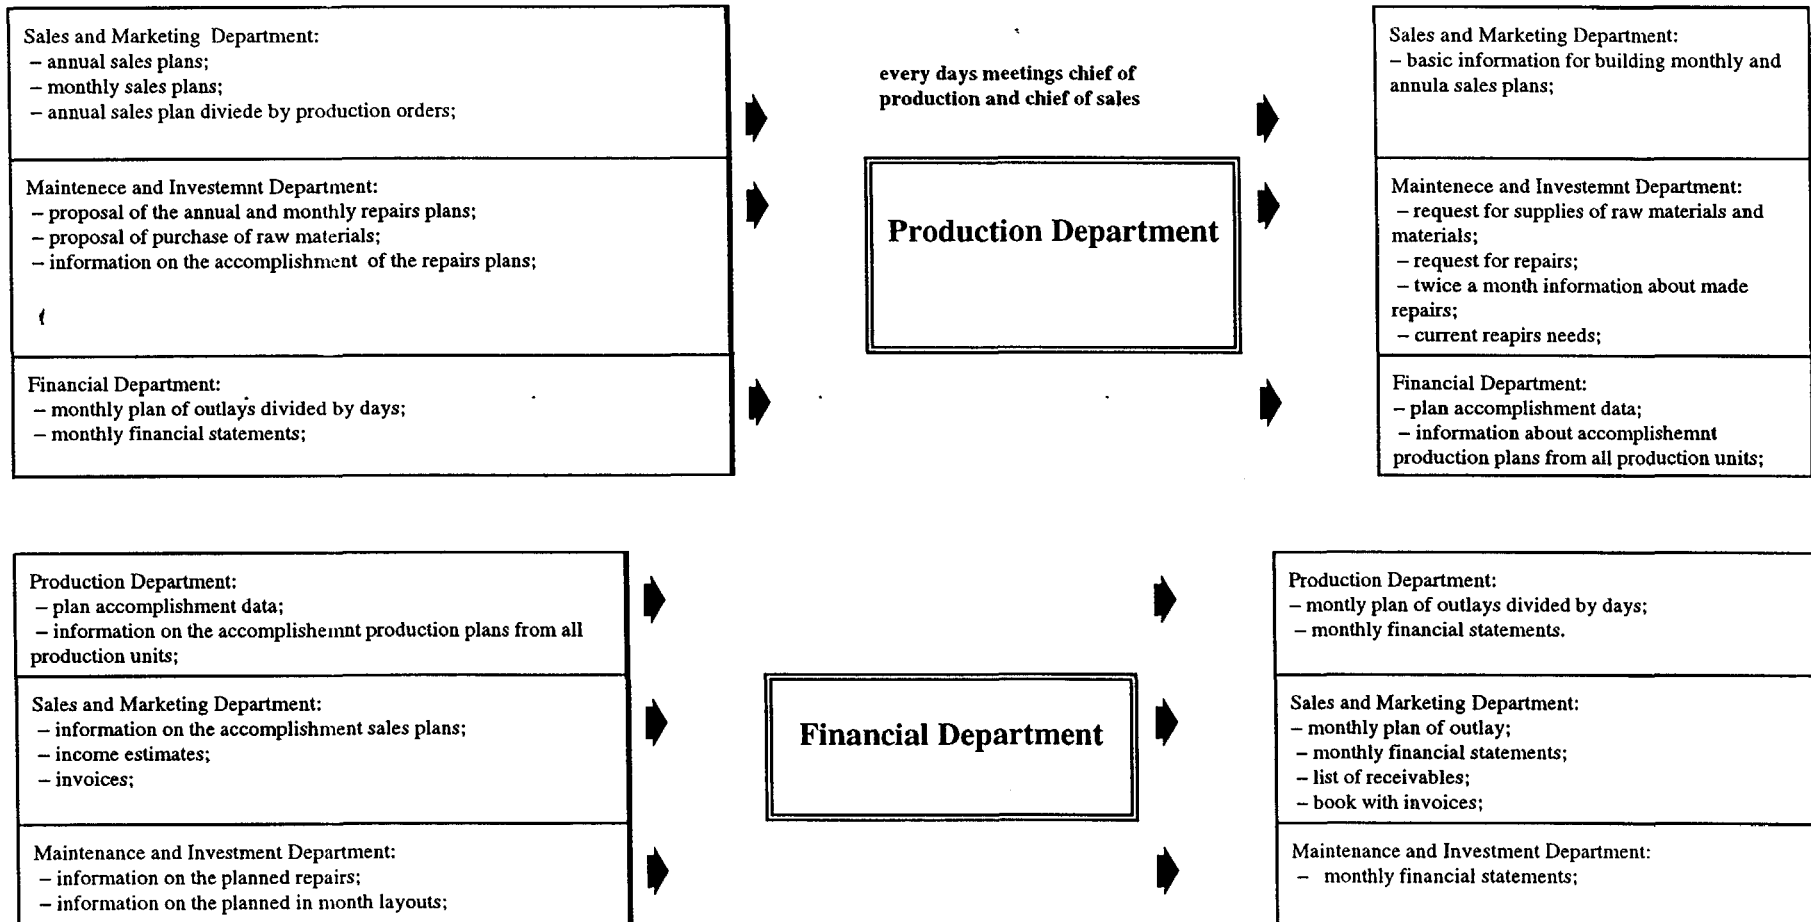 Sales and Marketing Department:
– annual sales plans;
– monthly sales plans;
– annual sales plan diviede by production orders;
Maintenece and Investemnt Department:
– proposal of the annual and monthly repairs plans;
– proposal of purchase of raw materials;
– information on the accomplishment of the repairs plans;
Financial Department:
– monthly plan of outlays divided by days;
– monthly financial statements;
every days meetings chief of
production and chief of sales
Production Department
Sales and Marketing Department:
– basic information for building monthly and
annula sales plans;
Maintenece and Investemnt Department:
– request for supplies of raw materials and
materials;
– request for repairs;
– twice a month information about made
repairs;
– current reapirs needs;
Financial Department:
– plan accomplishment data;
– information about accomplishemnt
production plans from all production units;
Production Department:
– plan accomplishment data;
– information on the accomplishemnt production plans from all
production units;
Sales and Marketing Department:
– information on the accomplishment sales plans;
– income estimates;
– invoices;
Maintenance and Investment Department:
– information on the planned repairs;
– information on the planned in month layouts;
Financial Department
Production Department:
– montly plan of outlays divided by days;
– monthly financial statements.
Sales and Marketing Department:
– monthly plan of outlay;
– monthly financial statements;
– list of receivables;
– book with invoices;
Maintenance and Investment Department:
– monthly financial statements;